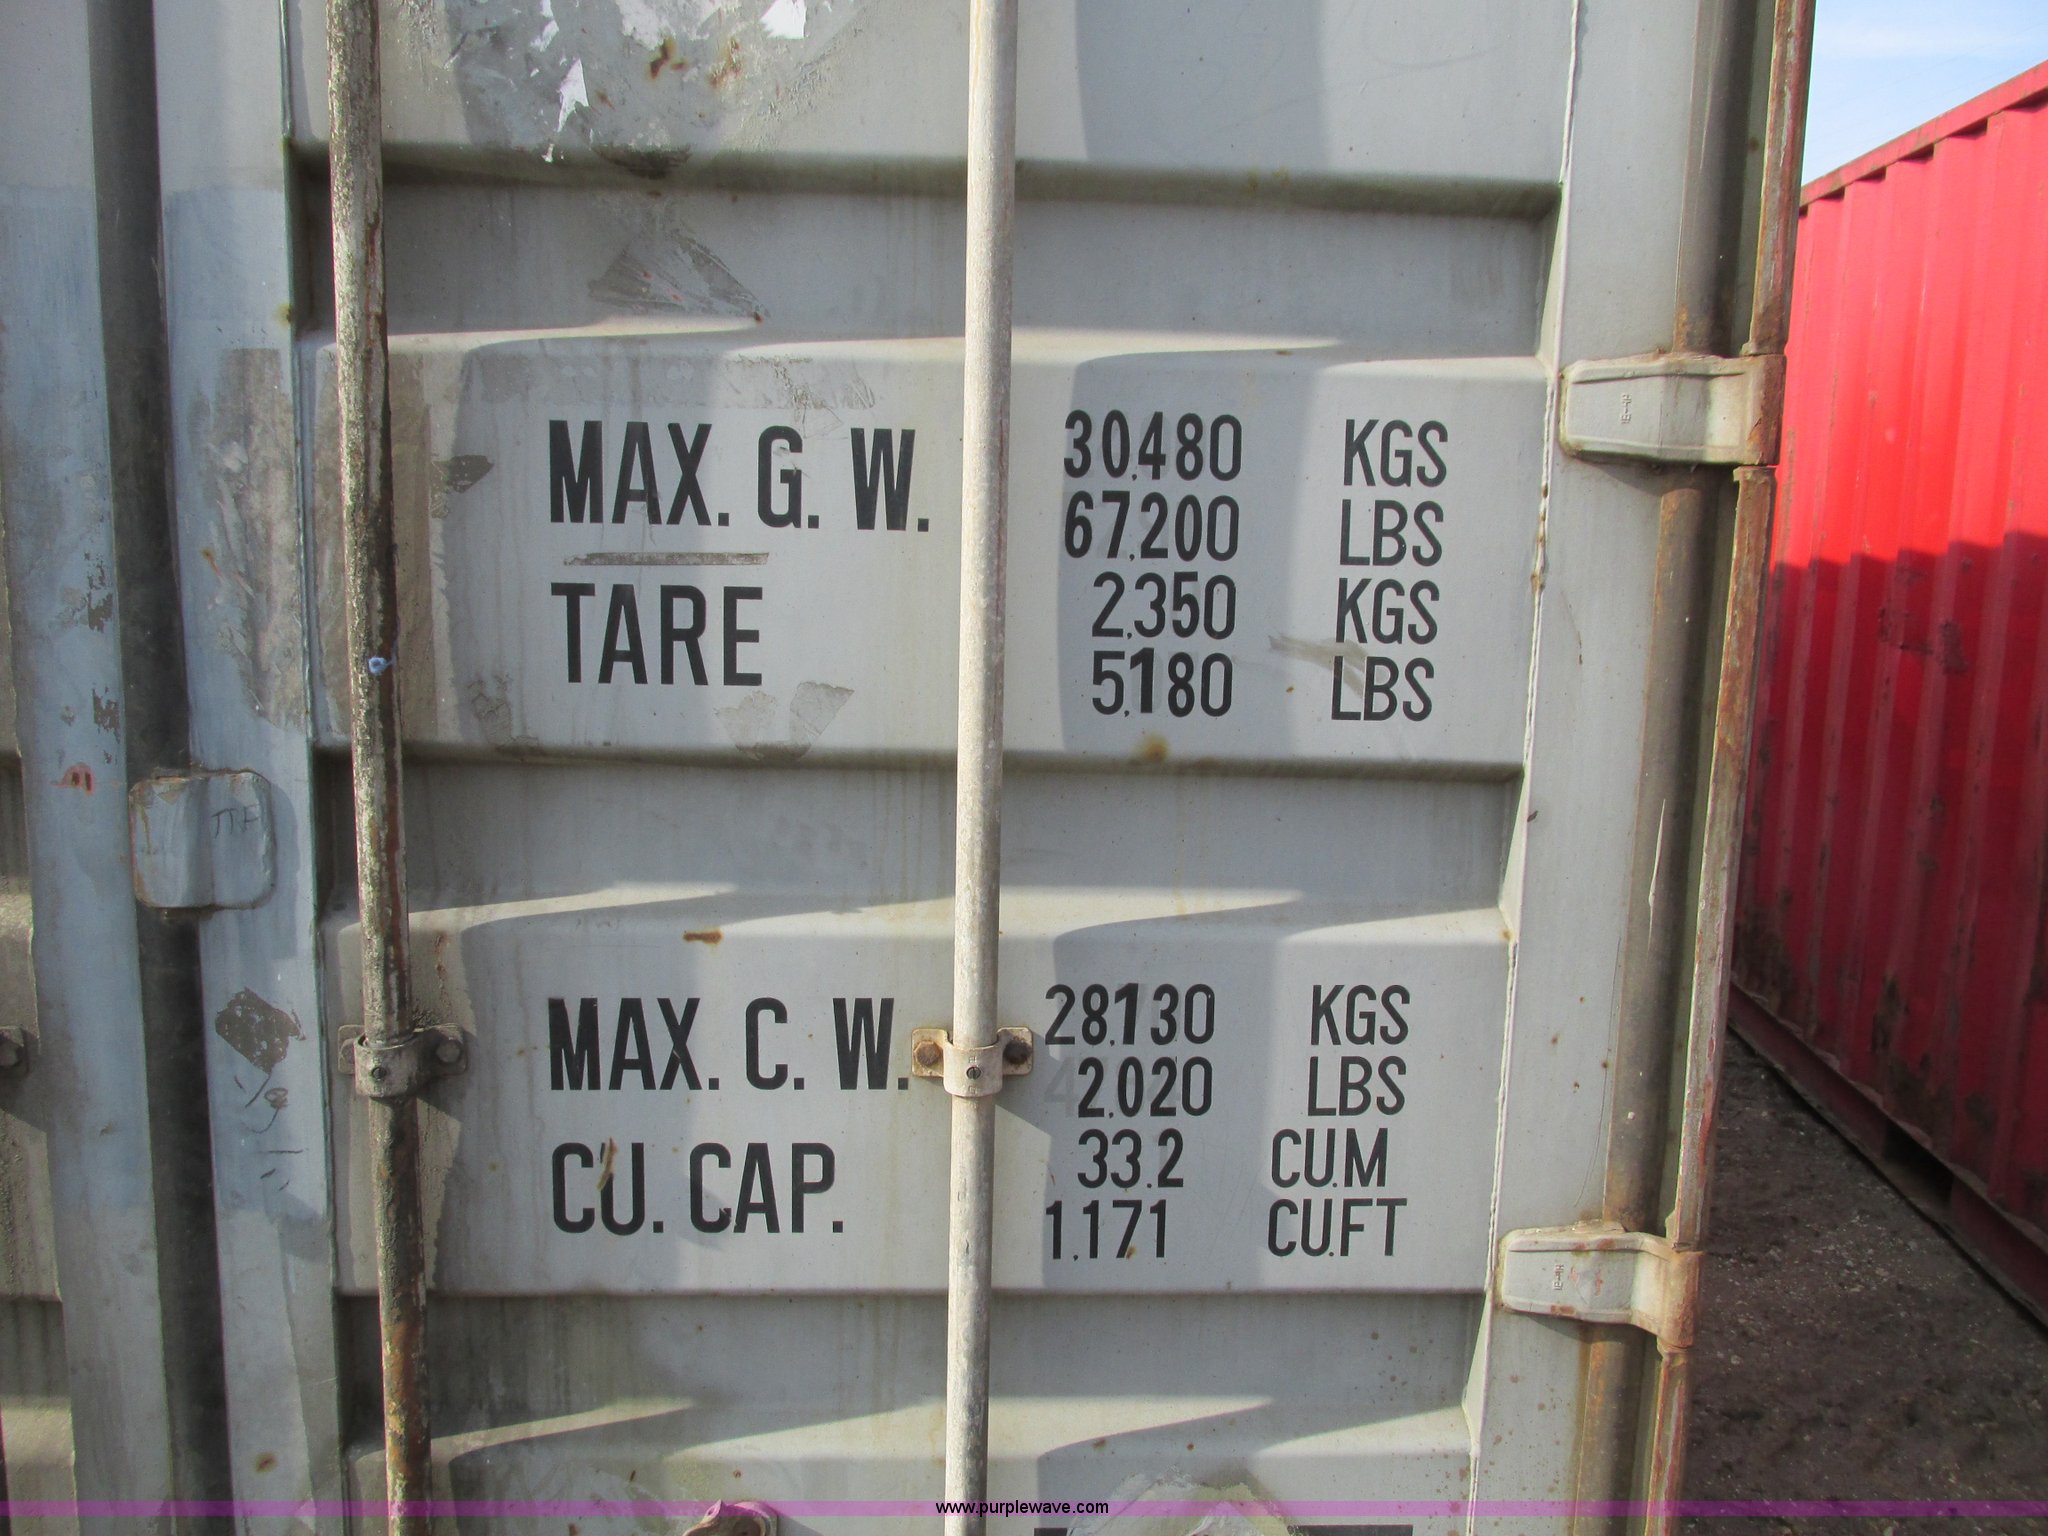 MAX. G. W. 30,480 KGS
67,200 LBS
TARE 2,350 KGS
5,180 LBS
MAX. C. W. 28,130 KGS
2,020 LBS
CU. CAP. 33.2 CU.M
1,171 CU.FT
www.purplewave.com